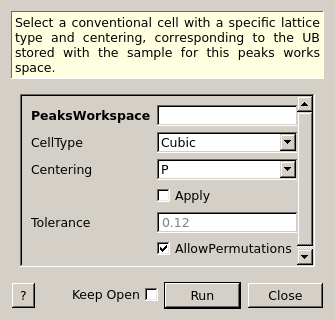 Select a conventional cell with a specific lattice
type and centering, corresponding to the UB
stored with the sample for this peaks works
space.
PeaksWorkspace
CellType Cubic
Centering P
Apply
Tolerance 0.12
AllowPermutations
? Keep Open Run Close